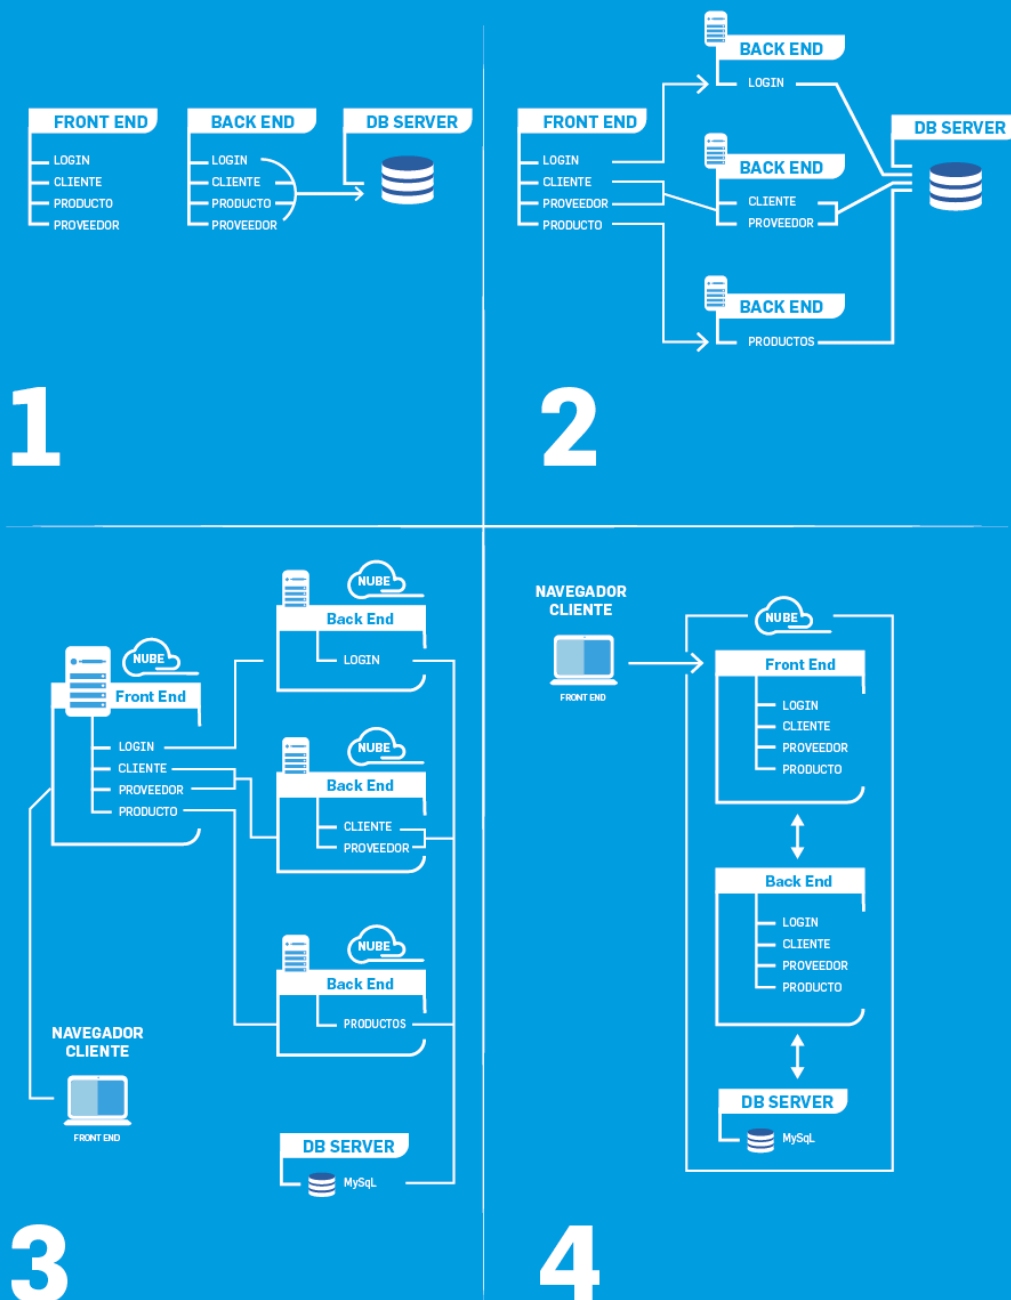 FRONT END
LOGIN
CLIENTE
PRODUCTO
PROVEEDOR
BACK END
LOGIN
CLIENTE
PRODUCTO
PROVEEDOR
DB SERVER
1
FRONT END
LOGIN
CLIENTE
PROVEEDOR
PRODUCTO
BACK END
LOGIN
BACK END
CLIENTE
PROVEEDOR
BACK END
PRODUCTOS
DB SERVER
2
NUBE
Front End
LOGIN
CLIENTE
PROVEEDOR
PRODUCTO
NUBE
Back End
LOGIN
NUBE
Back End
CLIENTE
PROVEEDOR
NUBE
Back End
PRODUCTOS
NAVEGADOR
CLIENTE
FRONT END
DB SERVER
MySqL
3
NAVEGADOR
CLIENTE
FRONT END
NUBE
Front End
LOGIN
CLIENTE
PROVEEDOR
PRODUCTO
Back End
LOGIN
CLIENTE
PROVEEDOR
PRODUCTO
DB SERVER
MySqL
4